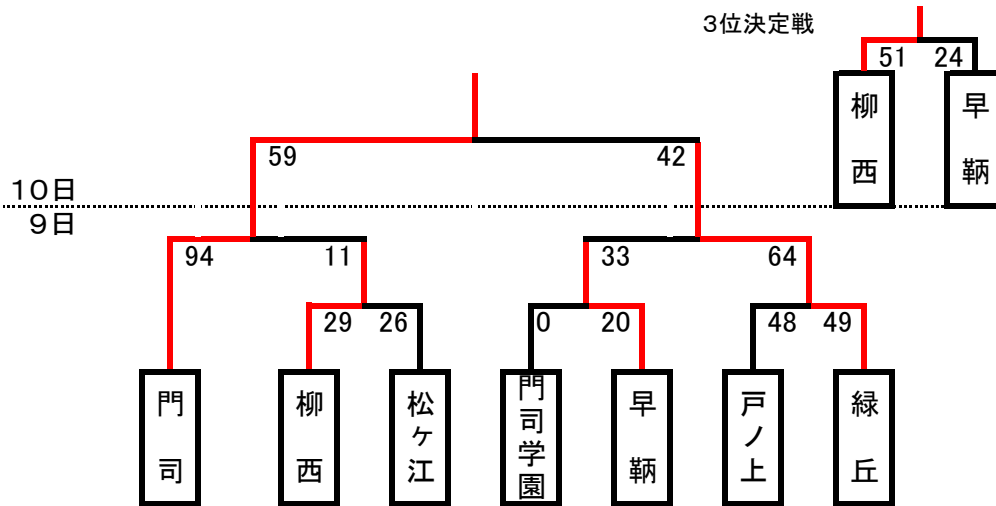 3位決定戦
51 24
柳西
早鞆
59 42
10日
9日
94 11 33 64
29 26 0 20 48 49
門司
柳西
松ヶ江
門司学園
早鞆
戸ノ上
緑丘